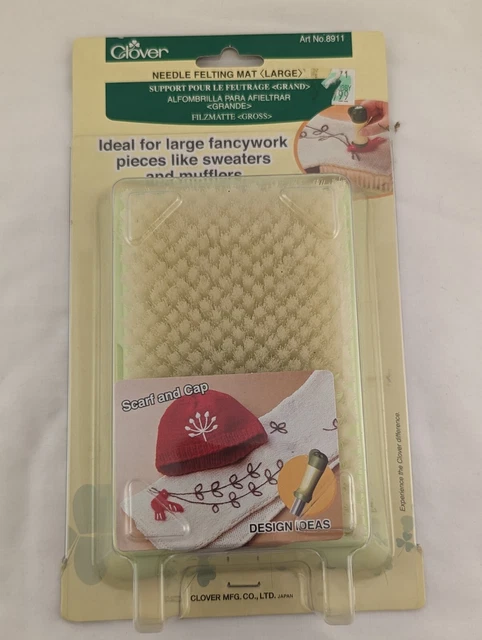 Clover
Art No.8911
NEEDLE FELTING MAT <LARGE>
SUPPORT POUR LE FEUTRAGE <GRAND>
ALFOMBRILLA PARA AFIELTRAR
<GRANDE>
FILZMATTE <GROSS>
Ideal for large fancywork
pieces like sweaters
and mufflers
Scarf and Cap
DESIGN IDEAS
Experience the Clover difference.
CLOVER MFG. CO., LTD. JAPAN